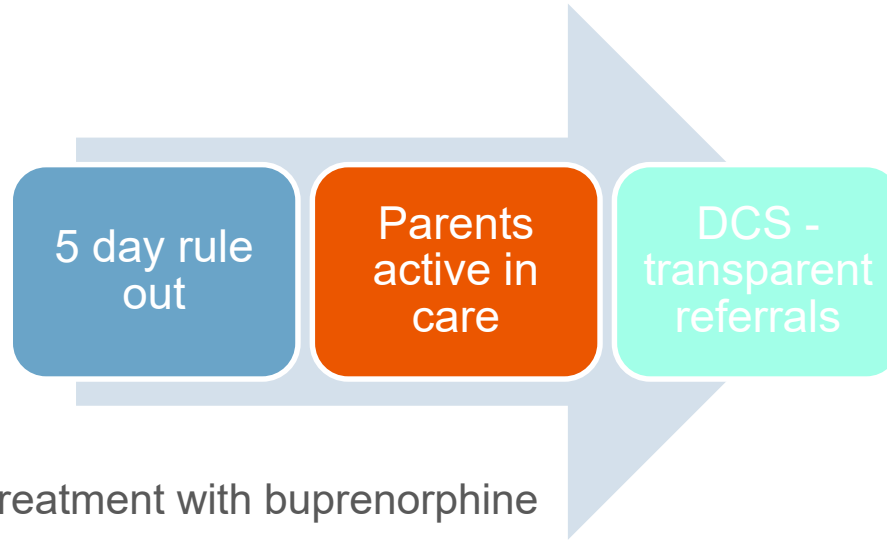 5 day rule
out
Parents
active in
care
DCS -
transparent
referrals
reatment with buprenorphine